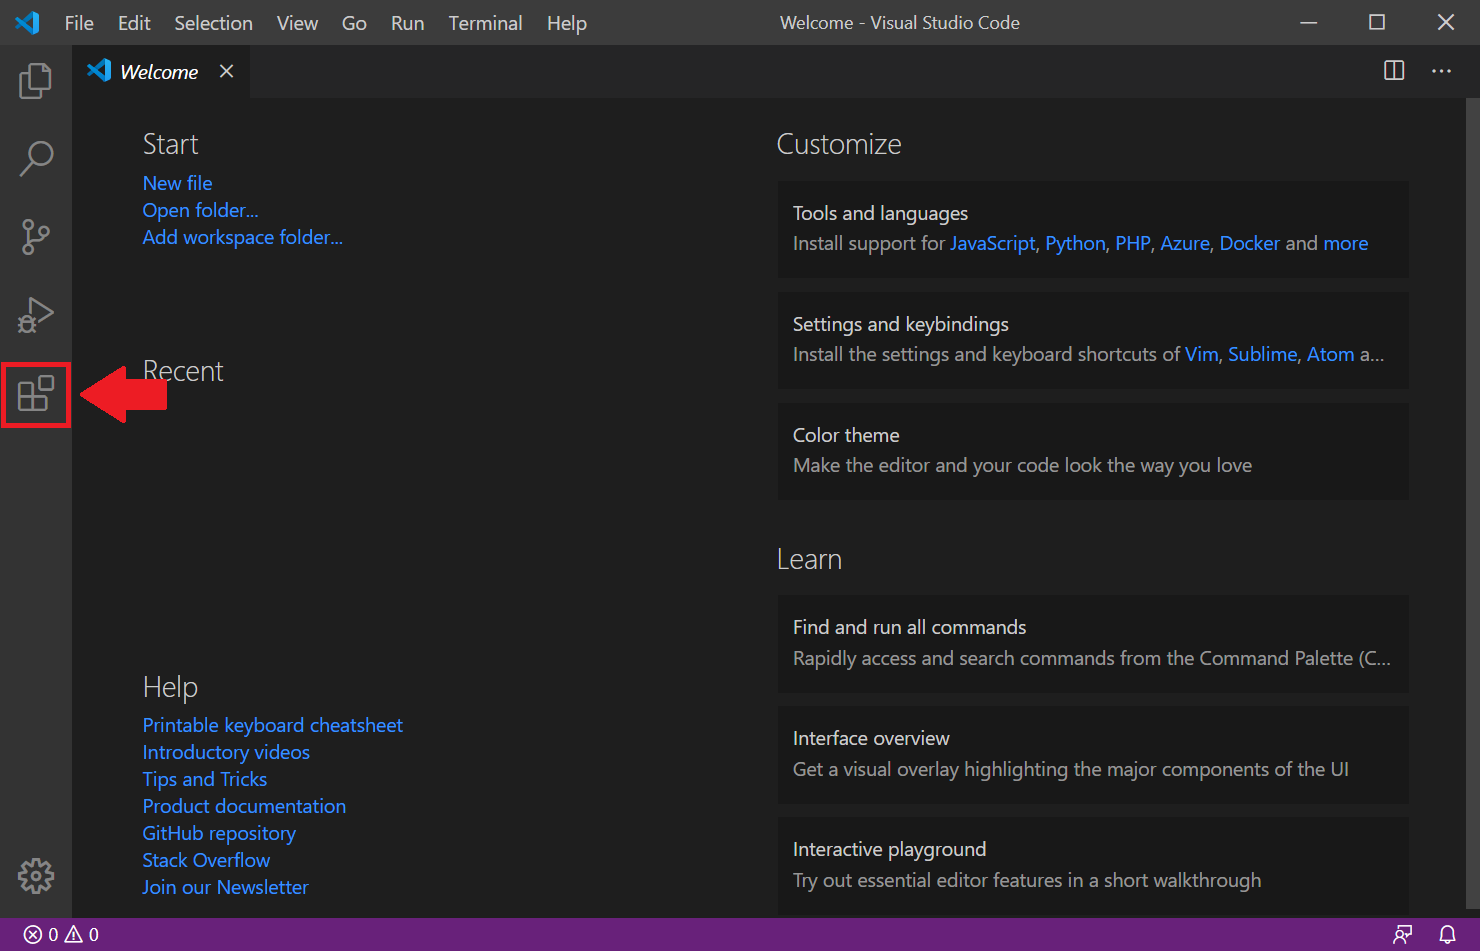 File Edit Selection View Go Run Terminal Help
Welcome - Visual Studio Code
Welcome
Start
New file
Open folder...
Add workspace folder...
Recent
Help
Printable keyboard cheatsheet
Introductory videos
Tips and Tricks
Product documentation
GitHub repository
Stack Overflow
Join our Newsletter
Customize
Tools and languages
Install support for JavaScript, Python, PHP, Azure, Docker and more
Settings and keybindings
Install the settings and keyboard shortcuts of Vim, Sublime, Atom a...
Color theme
Make the editor and your code look the way you love
Learn
Find and run all commands
Rapidly access and search commands from the Command Palette (C...
Interface overview
Get a visual overlay highlighting the major components of the UI
Interactive playground
Try out essential editor features in a short walkthrough
0 0